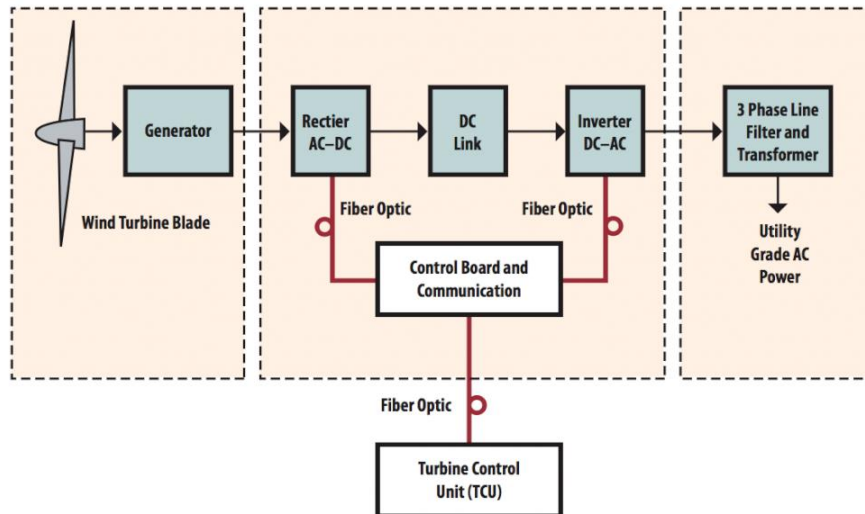 Generator
Rectier
AC–DC
DC
Link
Inverter
DC–AC
3 Phase Line
Filter and
Transformer
Wind Turbine Blade
Fiber Optic
Fiber Optic
Utility
Grade AC
Power
Control Board and
Communication
Fiber Optic
Turbine Control
Unit (TCU)